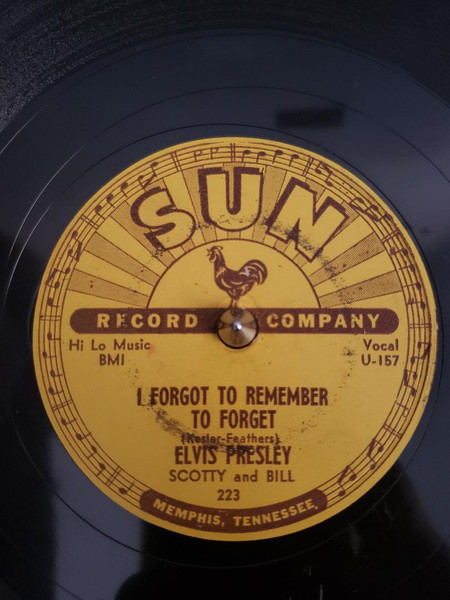 SUN
RECORD COMPANY
Hi Lo Music
BMI
Vocal
U-157
I FORGOT TO REMEMBER
TO FORGET
(Kesler-Feathers)
ELVIS PRESLEY
SCOTTY and BILL
223
MEMPHIS, TENNESSEE